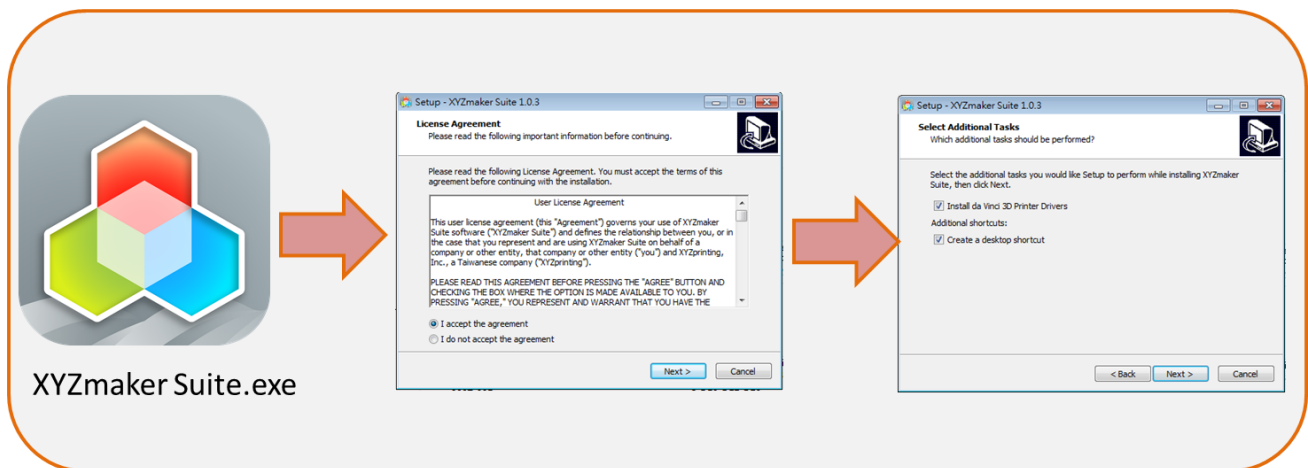 XYZmaker Suite.exe
Setup - XYZmaker Suite 1.0.3
License Agreement
Please read the following important information before continuing.
Please read the following License Agreement. You must accept the terms of this
agreement before continuing with the installation.
User License Agreement
This user license agreement (this "Agreement") governs your use of XYZmaker
Suite software ("XYZmaker Suite") and defines the relationship between you, or in
the case that you represent and are using XYZmaker Suite on behalf of a
company or other entity, that company or other entity ("you") and XYZprinting,
Inc., a Taiwanese company ("XYZprinting").
PLEASE READ THIS AGREEMENT BEFORE PRESSING THE "AGREE" BUTTON AND
CHECKING THE BOX WHERE THE OPTION IS MADE AVAILABLE TO YOU. BY
PRESSING "AGREE," YOU REPRESENT AND WARRANT THAT YOU HAVE THE
I accept the agreement
I do not accept the agreement
Next >
Cancel
Setup - XYZmaker Suite 1.0.3
Select Additional Tasks
Which additional tasks should be performed?
Select the additional tasks you would like Setup to perform while installing XYZmaker
Suite, then click Next.
Install da Vinci 3D Printer Drivers
Additional shortcuts:
Create a desktop shortcut
< Back
Next >
Cancel